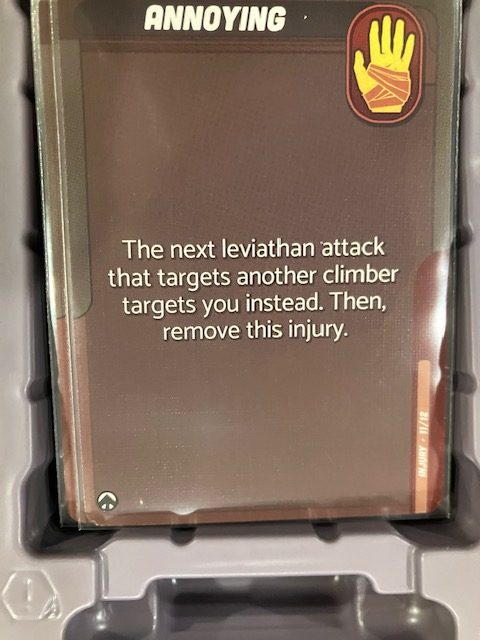 ANNOYING
The next leviathan attack
that targets another climber
targets you instead. Then,
remove this injury.
INJURY · 11/12